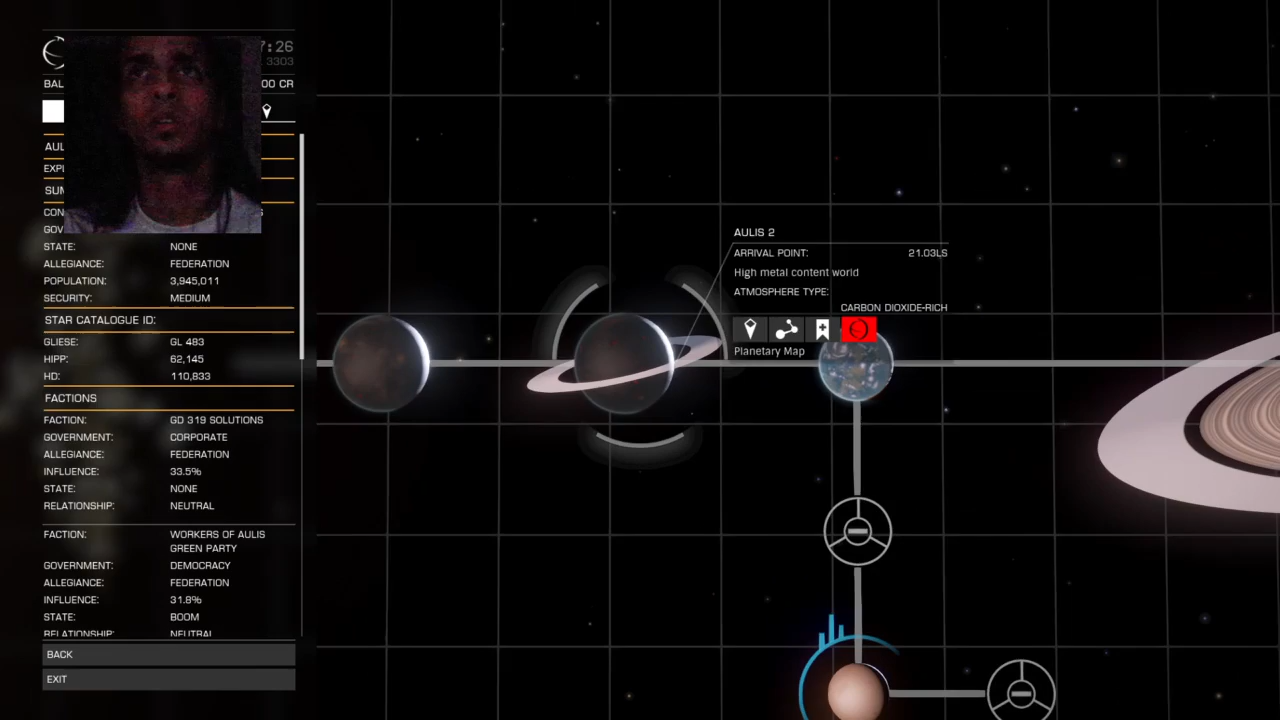 7:26
3303
BAL
00 CR
AUL
EXPL
SUM
CON
GOV
STATE: NONE
ALLEGIANCE: FEDERATION
POPULATION: 3,945,011
SECURITY: MEDIUM
STAR CATALOGUE ID:
GLIESE: GL 483
HIPP: 62,145
HD: 110,833
FACTIONS
FACTION: GD 319 SOLUTIONS
GOVERNMENT: CORPORATE
ALLEGIANCE: FEDERATION
INFLUENCE: 33.5%
STATE: NONE
RELATIONSHIP: NEUTRAL
FACTION: WORKERS OF AULIS
GREEN PARTY
GOVERNMENT: DEMOCRACY
ALLEGIANCE: FEDERATION
INFLUENCE: 31.8%
STATE: BOOM
RELATIONSHIP: NEUTRAL
BACK
EXIT
AULIS 2
ARRIVAL POINT: 21.03LS
High metal content world
ATMOSPHERE TYPE:
CARBON DIOXIDE-RICH
Planetary Map